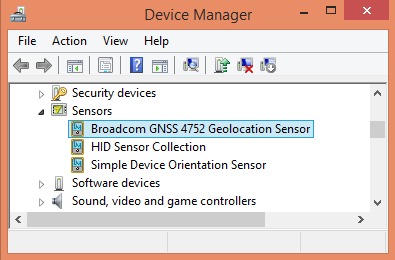 Device Manager
File Action View Help
Security devices
Sensors
Broadcom GNSS 4752 Geolocation Sensor
HID Sensor Collection
Simple Device Orientation Sensor
Software devices
Sound, video and game controllers